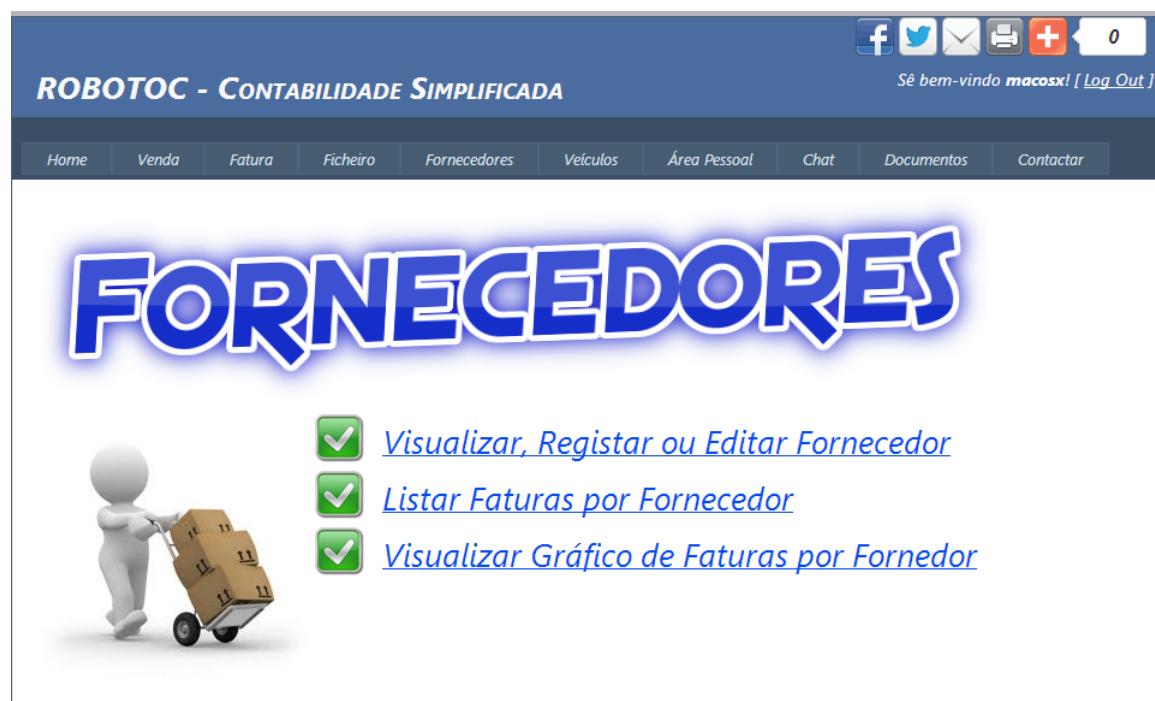 0
ROBOTOC - Contabilidade Simplificada
Sê bem-vindo macosx! [ Log Out ]
Home Venda Fatura Ficheiro Fornecedores Veículos Área Pessoal Chat Documentos Contactar
Fornecedores
Visualizar, Registar ou Editar Fornecedor
Listar Faturas por Fornecedor
Visualizar Gráfico de Faturas por Fornedor